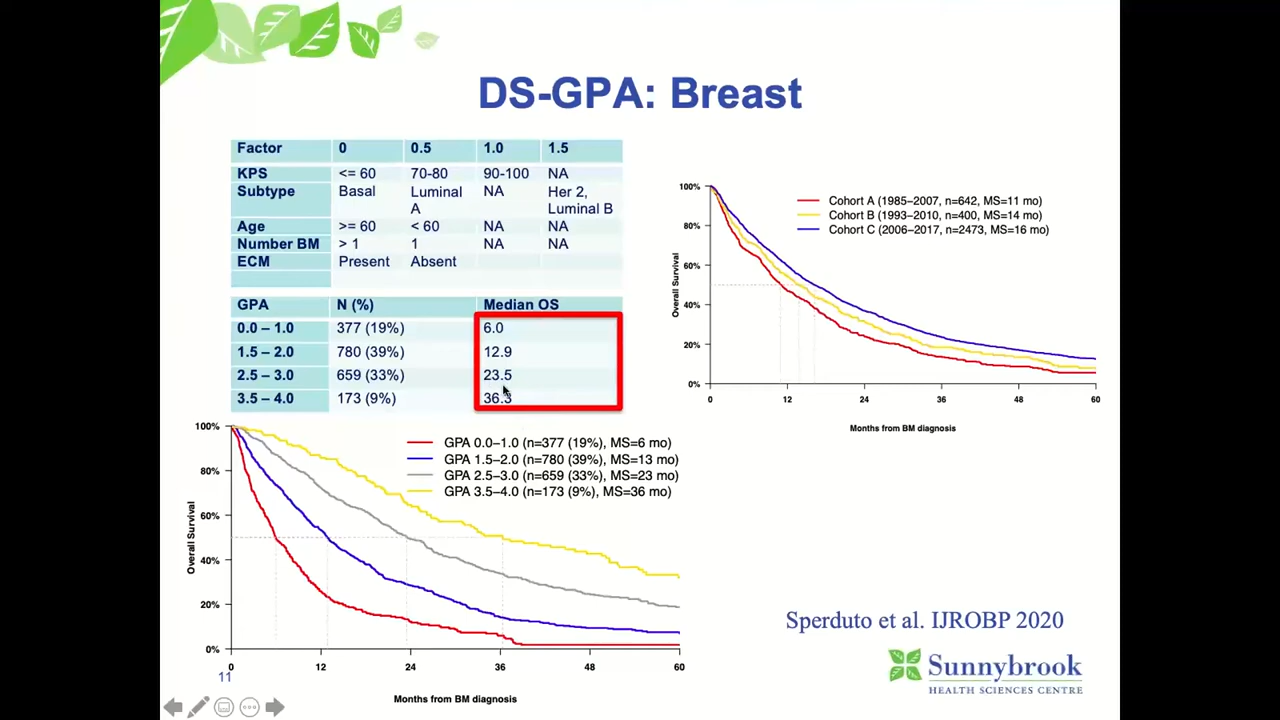 DS-GPA: Breast
Factor 0 0.5 1.0 1.5
KPS <= 60 70-80 90-100 NA
Subtype Basal Luminal A NA Her 2, Luminal B
Age >= 60 < 60 NA NA
Number BM > 1 1 NA NA
ECM Present Absent
GPA N (%) Median OS
0.0 – 1.0 377 (19%) 6.0
1.5 – 2.0 780 (39%) 12.9
2.5 – 3.0 659 (33%) 23.5
3.5 – 4.0 173 (9%) 36.3
100%
80%
60%
40%
20%
0%
Overall Survival
Cohort A (1985–2007, n=642, MS=11 mo)
Cohort B (1993–2010, n=400, MS=14 mo)
Cohort C (2006–2017, n=2473, MS=16 mo)
0 12 24 36 48 60
Months from BM diagnosis
100%
80%
60%
40%
20%
0%
Overall Survival
GPA 0.0–1.0 (n=377 (19%), MS=6 mo)
GPA 1.5–2.0 (n=780 (39%), MS=13 mo)
GPA 2.5–3.0 (n=659 (33%), MS=23 mo)
GPA 3.5–4.0 (n=173 (9%), MS=36 mo)
0 12 24 36 48 60
Months from BM diagnosis
Sperduto et al. IJROBP 2020
Sunnybrook
HEALTH SCIENCES CENTRE
11